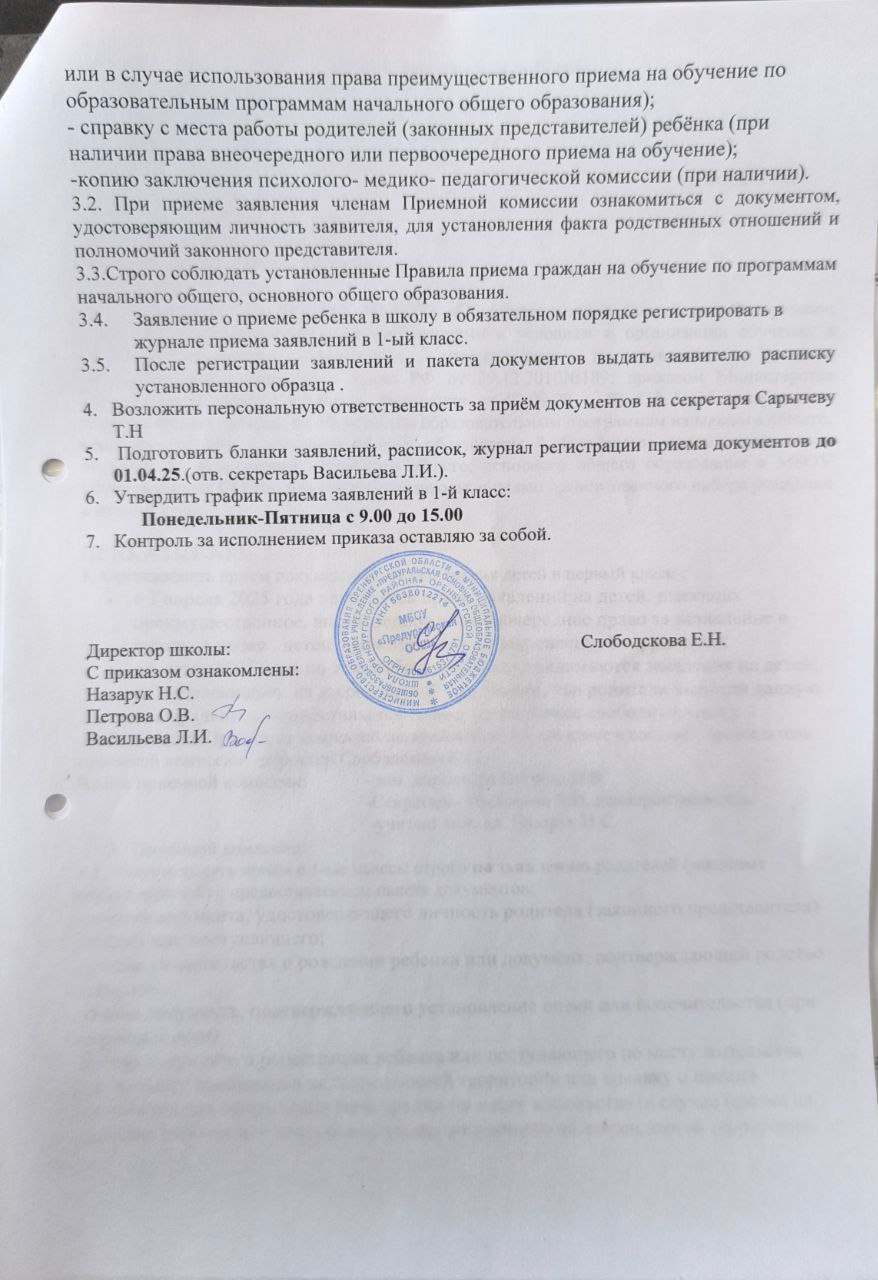 или в случае использования права преимущественного приема на обучение по
образовательным программам начального общего образования);
- справку с места работы родителей (законных представителей) ребёнка (при
наличии права внеочередного или первоочередного приема на обучение);
-копию заключения психолого- медико- педагогической комиссии (при наличии).
3.2. При приеме заявления членам Приемной комиссии ознакомиться с документом,
удостоверяющим личность заявителя, для установления факта родственных отношений и
полномочий законного представителя.
3.3.Строго соблюдать установленные Правила приема граждан на обучение по программам
начального общего, основного общего образования.
3.4. Заявление о приеме ребенка в школу в обязательном порядке регистрировать в
журнале приема заявлений в 1-ый класс.
3.5. После регистрации заявлений и пакета документов выдать заявителю расписку
установленного образца .
4. Возложить персональную ответственность за приём документов на секретаря Сарычеву
Т.Н
5. Подготовить бланки заявлений, расписок, журнал регистрации приема документов до
01.04.25.(отв. секретарь Васильева Л.И.).
6. Утвердить график приема заявлений в 1-й класс:
Понедельник-Пятница с 9.00 до 15.00
7. Контроль за исполнением приказа оставляю за собой.
МБОУ
«Предуральская
ИНН 5638012214
Директор школы: Слободскова Е.Н.
С приказом ознакомлены:
Назарук Н.С.
Петрова О.В.
Васильева Л.И.